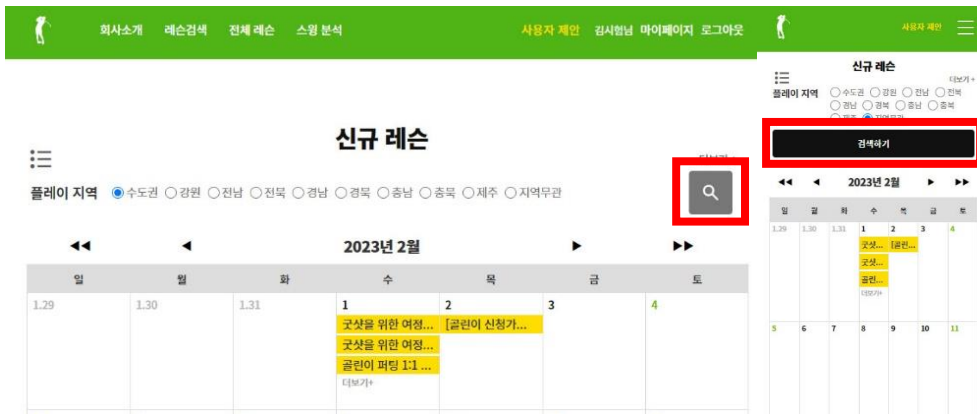 회사소개 레슨검색 전체 레슨 스윙 분석 사용자 제안 김시험님 마이페이지 로그아웃
신규 레슨
플레이 지역 수도권 강원 전남 전북 경남 경북 충남 충북 제주 지역무관
2023년 2월
일 월 화 수 목 금 토
1.29 1.30 1.31 1 2 3 4
굿샷을 위한 여정... [골린이 신청가...
굿샷을 위한 여정...
골린이 퍼팅 1:1 ...
더보기+
사용자 제안
신규 레슨
더보기 +
플레이 지역 수도권 강원 전남 전북
경남 경북 충남 충북
제주 지역무관
검색하기
2023년 2월
일 월 화 수 목 금 토
1.29 1.30 1.31 1 2 3 4
굿샷... [골린...
굿샷...
골린...
더보기+
5 6 7 8 9 10 11